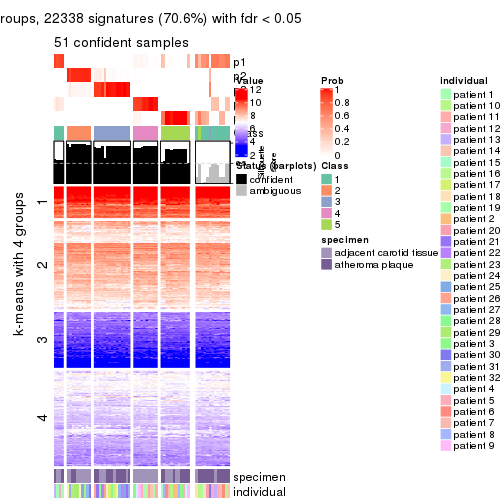 roups, 22338 signatures (70.6%) with fdr < 0.05
51 confident samples
p1
p2
Value
12
10
8
6
4
2
Prob
1
0.8
0.6
0.4
0.2
0
Class
Silhouette
score
Status (barplots)
confident
ambiguous
Class
1
2
3
4
5
specimen
adjacent carotid tissue
atheroma plaque
individual
patient 1
patient 10
patient 11
patient 12
patient 13
patient 14
patient 15
patient 16
patient 17
patient 18
patient 19
patient 2
patient 20
patient 21
patient 22
patient 23
patient 24
patient 25
patient 26
patient 27
patient 28
patient 29
patient 3
patient 30
patient 31
patient 32
patient 4
patient 5
patient 6
patient 7
patient 8
patient 9
k-means with 4 groups
1
2
3
4
specimen
individual